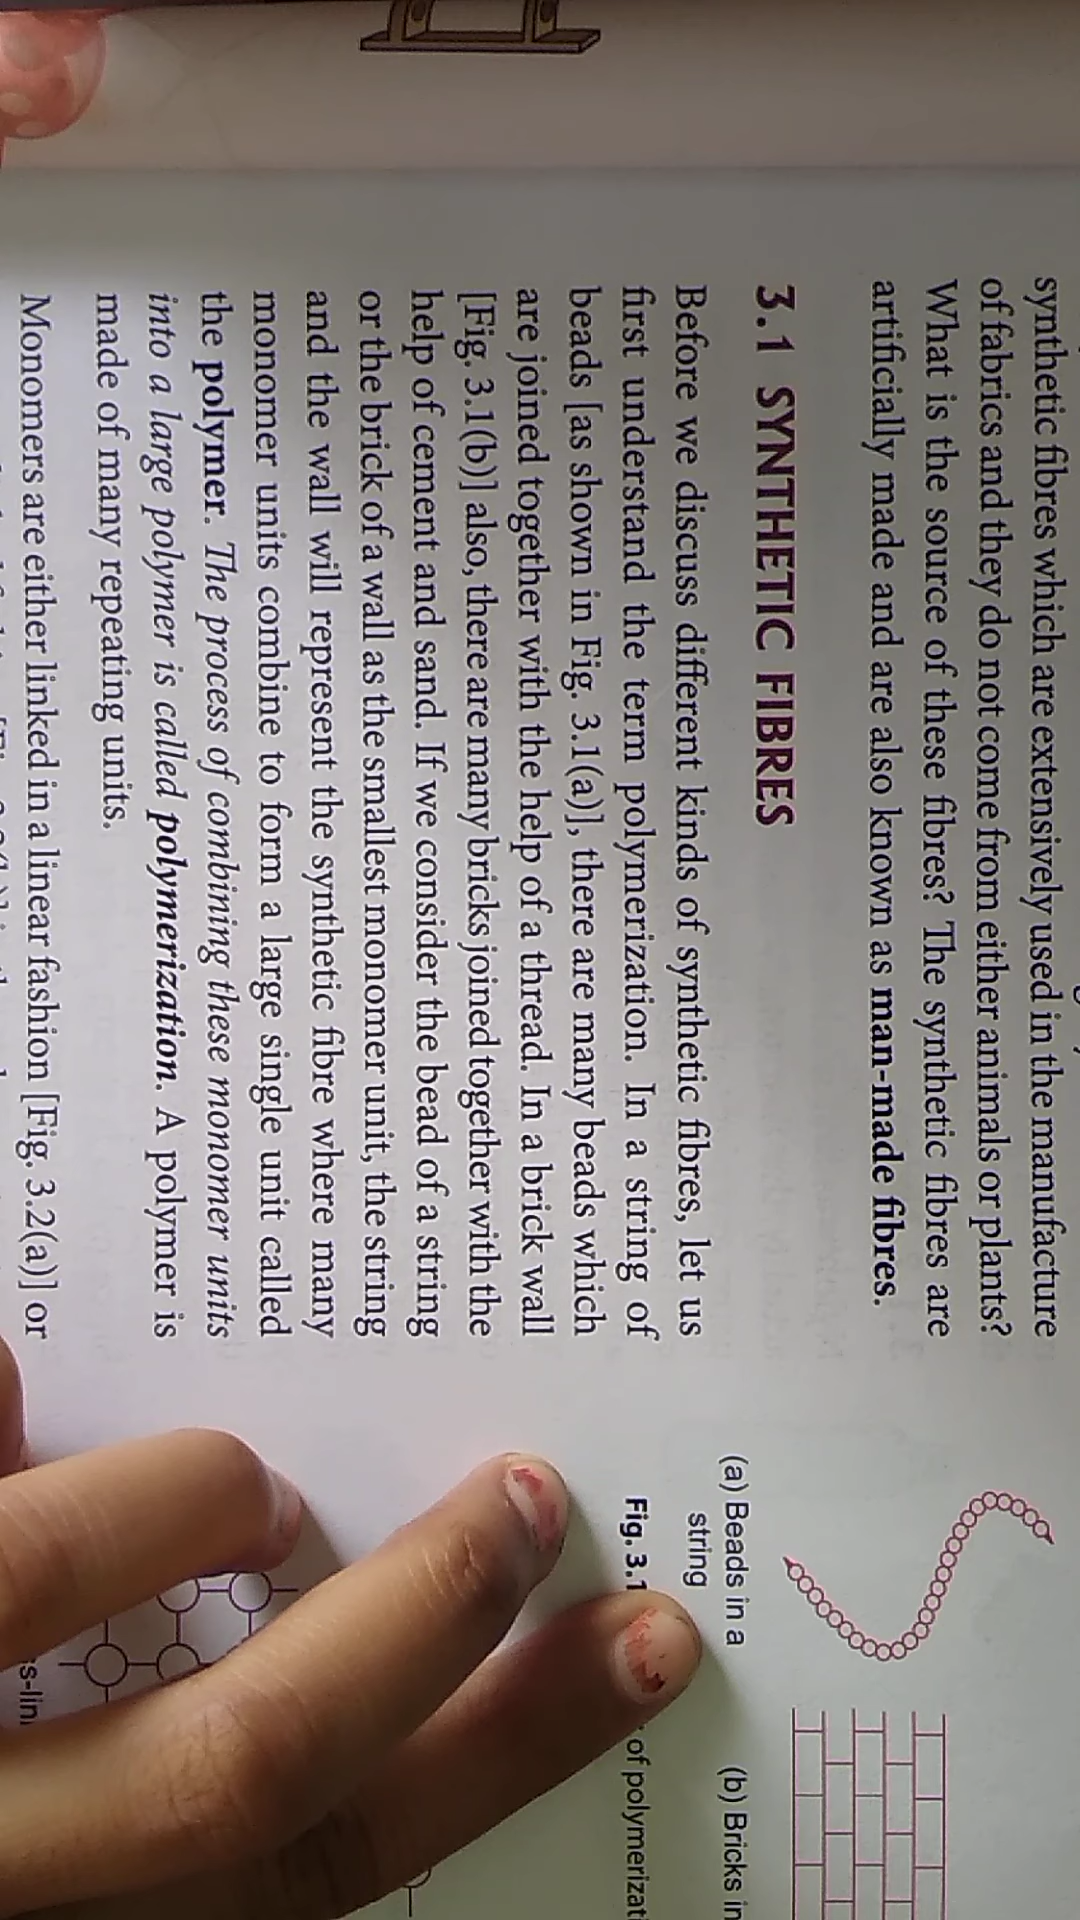 synthetic fibres which are extensively used in the manufacture
of fabrics and they do not come from either animals or plants?
What is the source of these fibres? The synthetic fibres are
artificially made and are also known as man-made fibres.
3.1 SYNTHETIC FIBRES
Before we discuss different kinds of synthetic fibres, let us
first understand the term polymerization. In a string of
beads [as shown in Fig. 3.1(a)], there are many beads which
are joined together with the help of a thread. In a brick wall
[Fig. 3.1(b)] also, there are many bricks joined together with the
help of cement and sand. If we consider the bead of a string
or the brick of a wall as the smallest monomer unit, the string
and the wall will represent the synthetic fibre where many
monomer units combine to form a large single unit called
the polymer. The process of combining these monomer units
into a large polymer is called polymerization. A polymer is
made of many repeating units.
Monomers are either linked in a linear fashion [Fig. 3.2(a)] or
(a) Beads in a
string
(b) Bricks in
Fig. 3.1
of